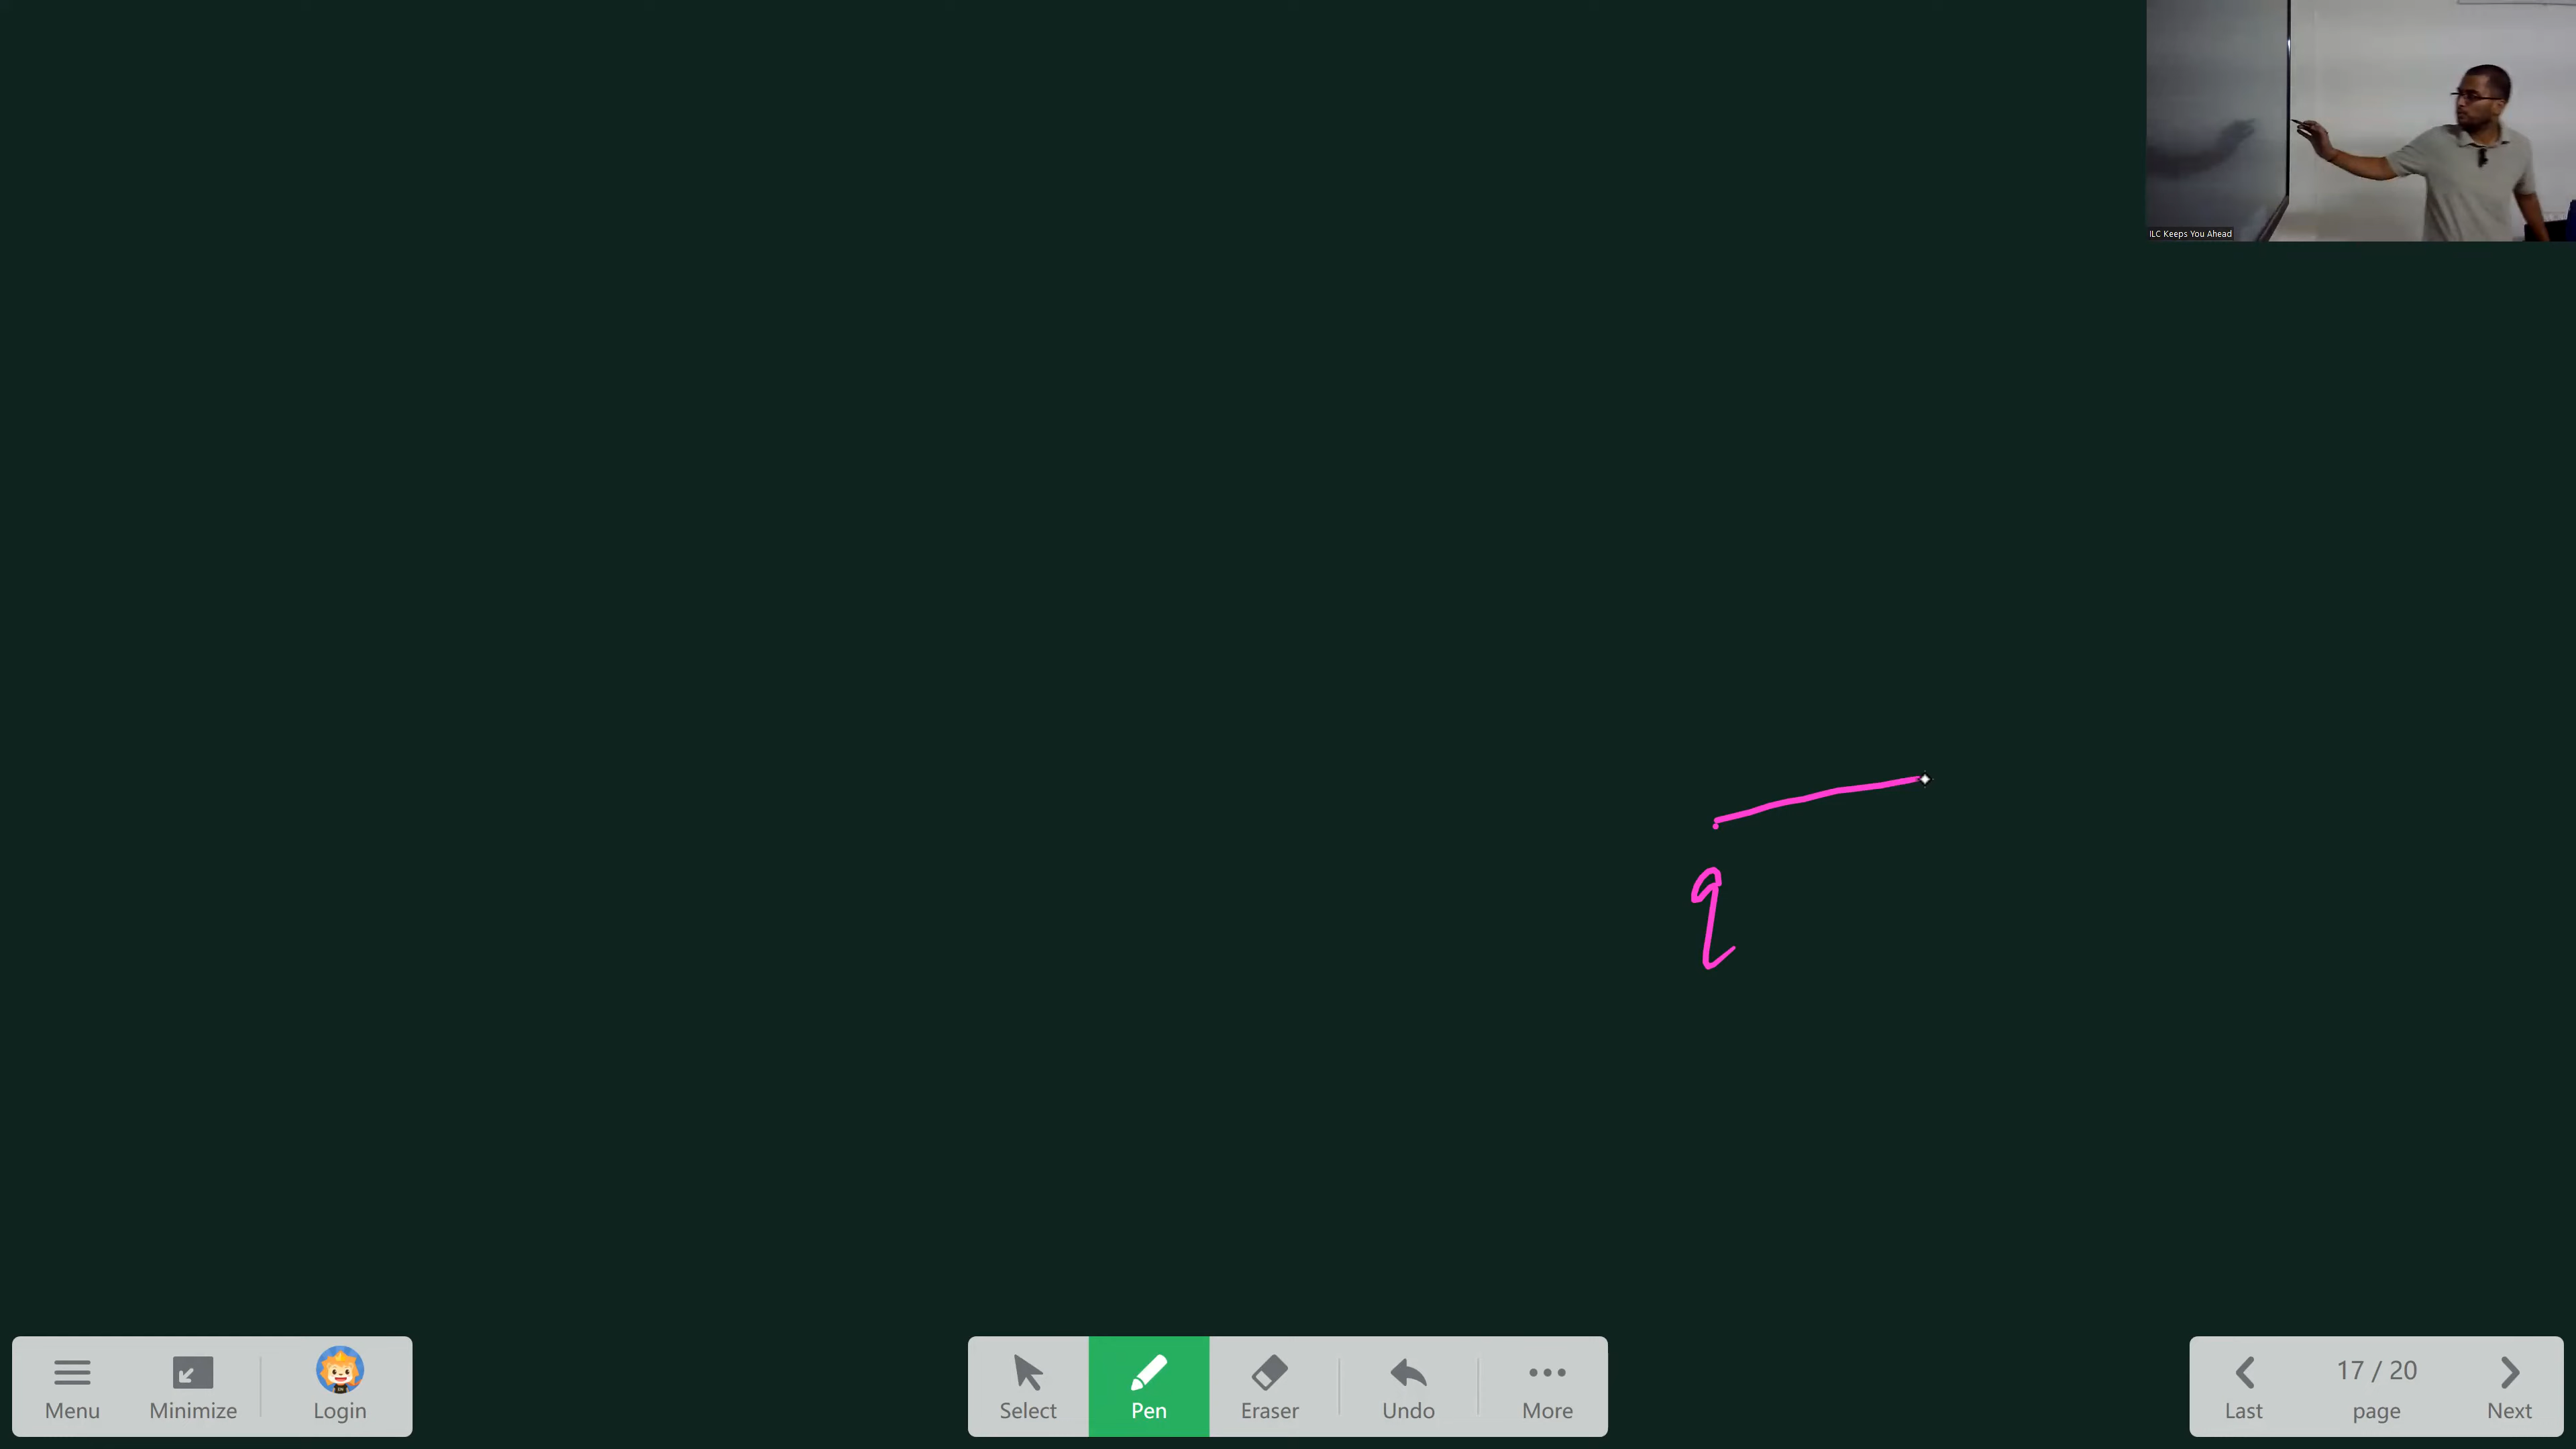 ILC Keeps You Ahead
q
Menu
Minimize
Login
Select
Pen
Eraser
Undo
More
Last
17 / 20
page
Next